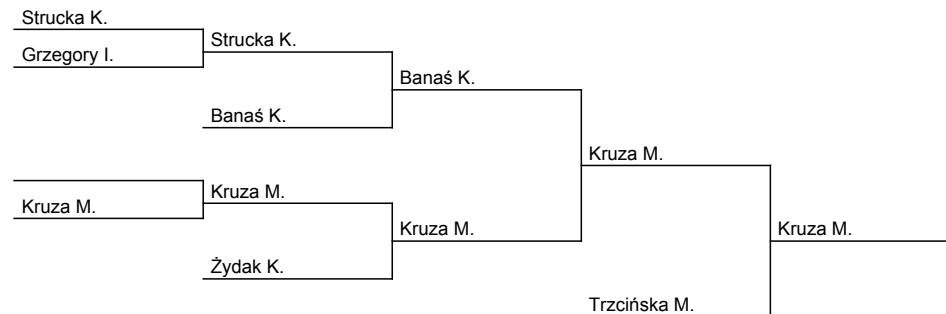 Strucka K.
Grzegory I.
Strucka K.
Banaś K.
Banaś K.
Kruza M.
Kruza M.
Kruza M.
Kruza M.
Żydak K.
Kruza M.
Trzcińska M.